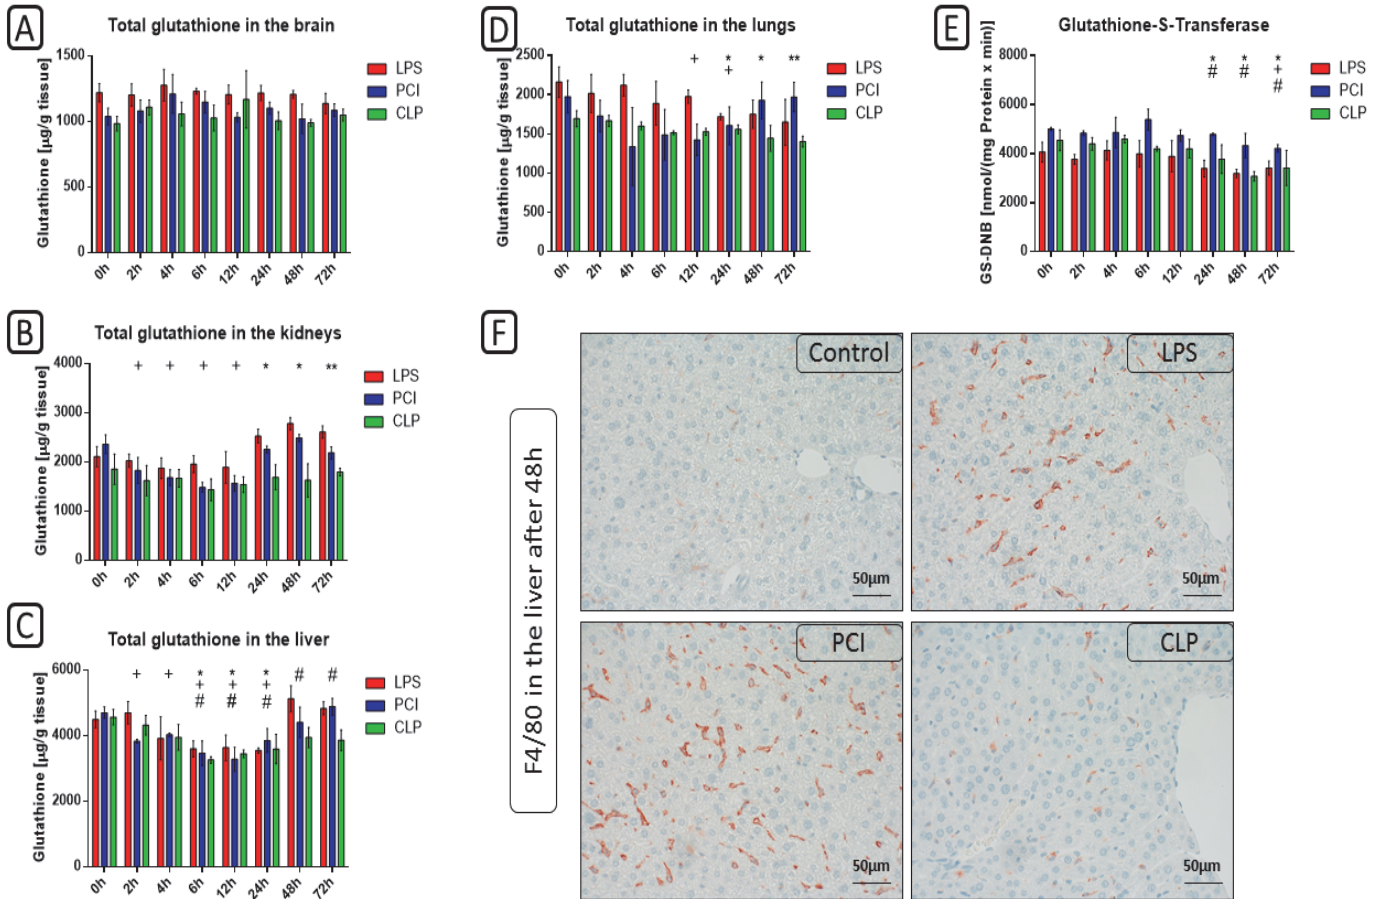 A
Total glutathione in the brain
Glutathione [µg/g tissue]
1500
1000
500
0
0h 2h 4h 6h 12h 24h 48h 72h
LPS
PCI
CLP
B
Total glutathione in the kidneys
Glutathione [µg/g tissue]
4000
3000
2000
1000
0
+ + + + * * **
0h 2h 4h 6h 12h 24h 48h 72h
LPS
PCI
CLP
C
Total glutathione in the liver
Glutathione [µg/g tissue]
6000
4000
2000
0
+ + * * * # #
+ + +
# # #
0h 2h 4h 6h 12h 24h 48h 72h
LPS
PCI
CLP
D
Total glutathione in the lungs
Glutathione [µg/g tissue]
2500
2000
1500
1000
500
0
+ * * **
+
0h 2h 4h 6h 12h 24h 48h 72h
LPS
PCI
CLP
E
Glutathione-S-Transferase
GS-DNB [nmol/(mg Protein x min)]
8000
6000
4000
2000
0
* * *
# # +
#
0h 2h 4h 6h 12h 24h 48h 72h
LPS
PCI
CLP
F
F4/80 in the liver after 48h
Control
50µm
LPS
50µm
PCI
50µm
CLP
50µm